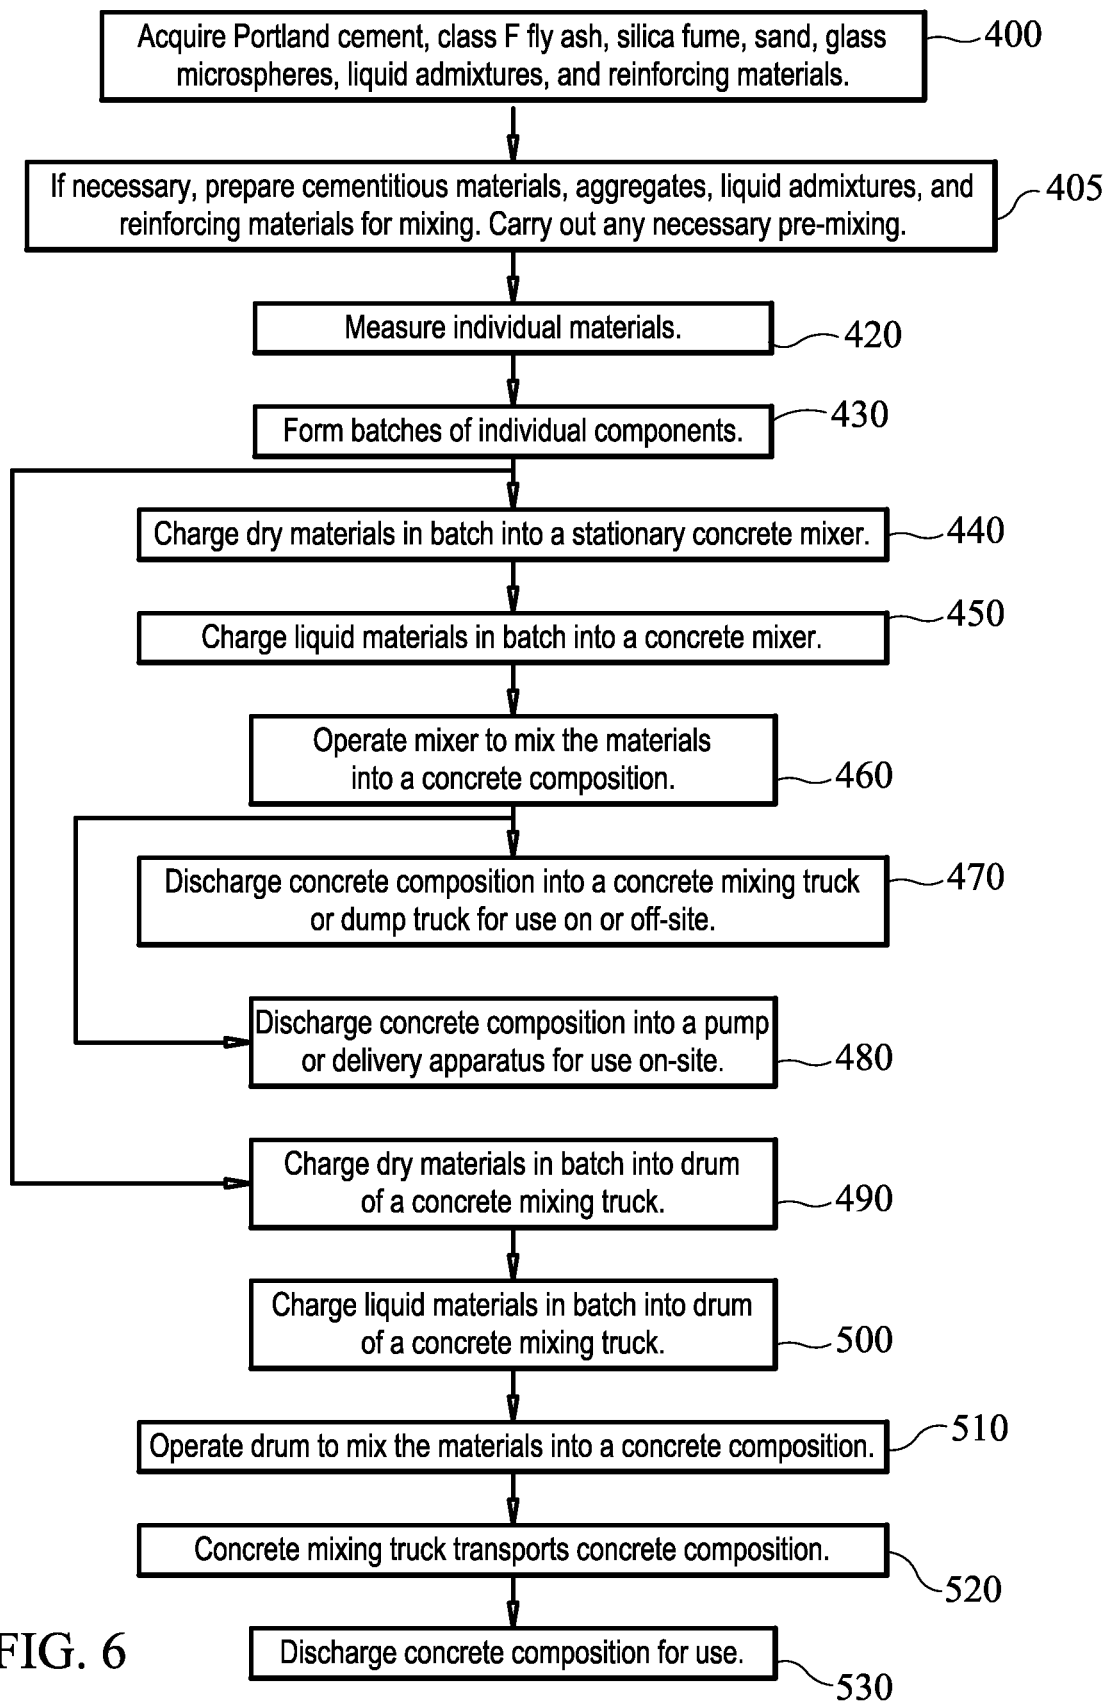 Acquire Portland cement, class F fly ash, silica fume, sand, glass
microspheres, liquid admixtures, and reinforcing materials.
400
If necessary, prepare cementitious materials, aggregates, liquid admixtures, and
reinforcing materials for mixing. Carry out any necessary pre-mixing.
405
Measure individual materials.
420
Form batches of individual components.
430
Charge dry materials in batch into a stationary concrete mixer.
440
Charge liquid materials in batch into a concrete mixer.
450
Operate mixer to mix the materials
into a concrete composition.
460
Discharge concrete composition into a concrete mixing truck
or dump truck for use on or off-site.
470
Discharge concrete composition into a pump
or delivery apparatus for use on-site.
480
Charge dry materials in batch into drum
of a concrete mixing truck.
490
Charge liquid materials in batch into drum
of a concrete mixing truck.
500
Operate drum to mix the materials into a concrete composition.
510
Concrete mixing truck transports concrete composition.
520
Discharge concrete composition for use.
530
FIG. 6